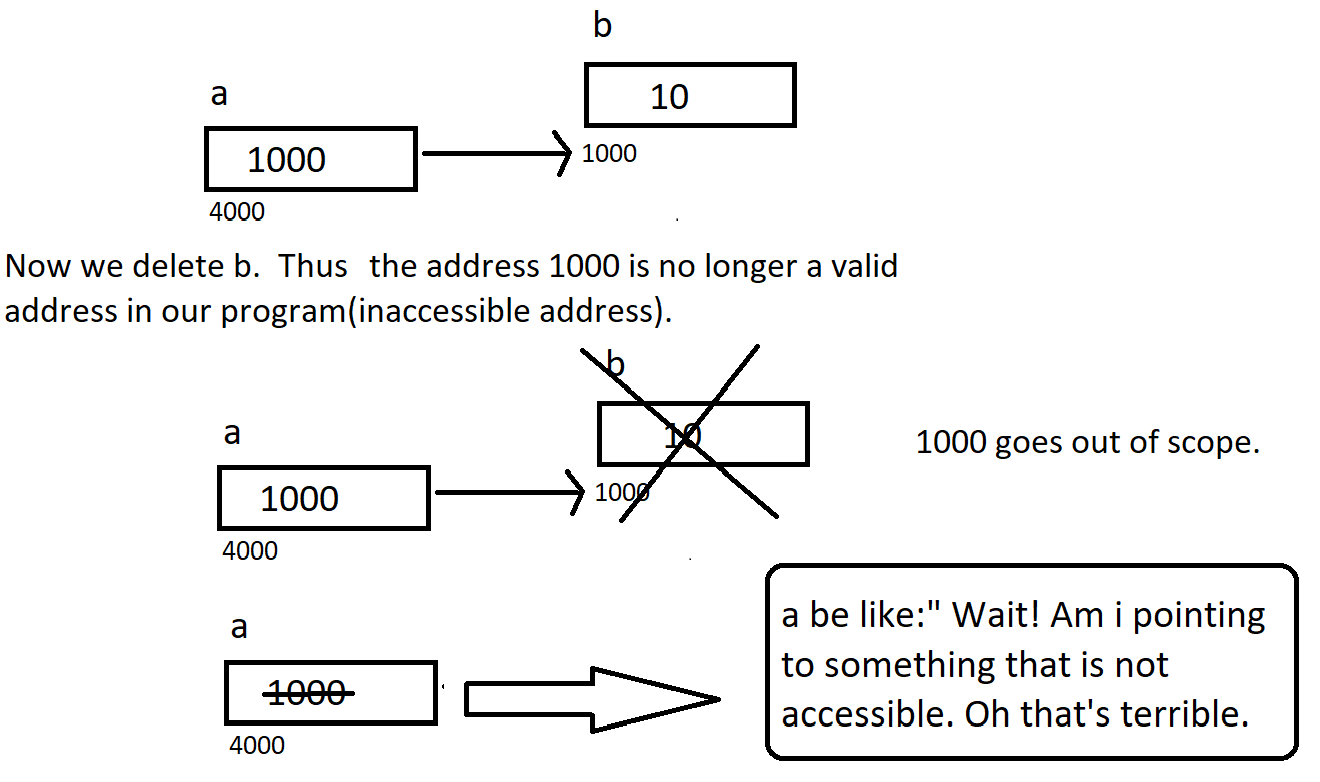 b
10
a
1000
1000
4000
Now we delete b. Thus the address 1000 is no longer a valid
address in our program(inaccessible address).
b
10
a
1000 goes out of scope.
1000
1000
4000
a be like:" Wait! Am i pointing
to something that is not
accessible. Oh that's terrible.
a
1000
4000